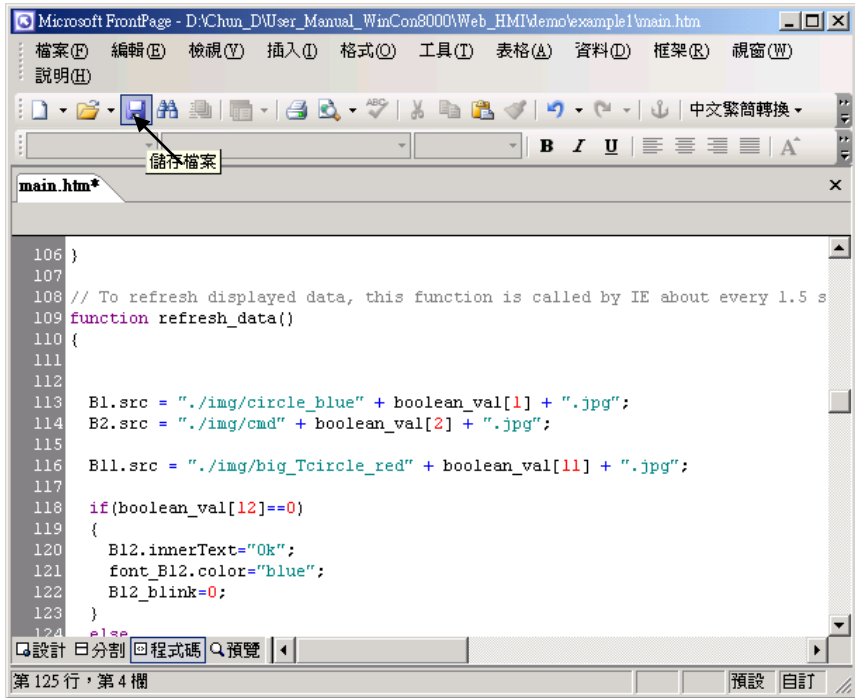 Microsoft FrontPage - D:\Chun_D\User_Manual_WinCon8000\Web_HMI\demo\example1\main.htm
檔案(F) 編輯(E) 檢視(V) 插入(I) 格式(O) 工具(T) 表格(A) 資料(D) 框架(R) 視窗(W)
說明(H)
ABC 中文繁簡轉換
B I U A
儲存檔案
main.htm*
106 }
107
108 // To refresh displayed data, this function is called by IE about every 1.5 s
109 function refresh_data()
110 {
111
112
113 B1.src = "./img/circle_blue" + boolean_val[1] + ".jpg";
114 B2.src = "./img/cmd" + boolean_val[2] + ".jpg";
115
116 B11.src = "./img/big_Tcircle_red" + boolean_val[11] + ".jpg";
117
118 if(boolean_val[12]==0)
119 {
120 B12.innerText="Ok";
121 font_B12.color="blue";
122 B12_blink=0;
123 }
124 else
設計 分割 程式碼 預覽
第 125 行，第 4 欄 預設 自訂